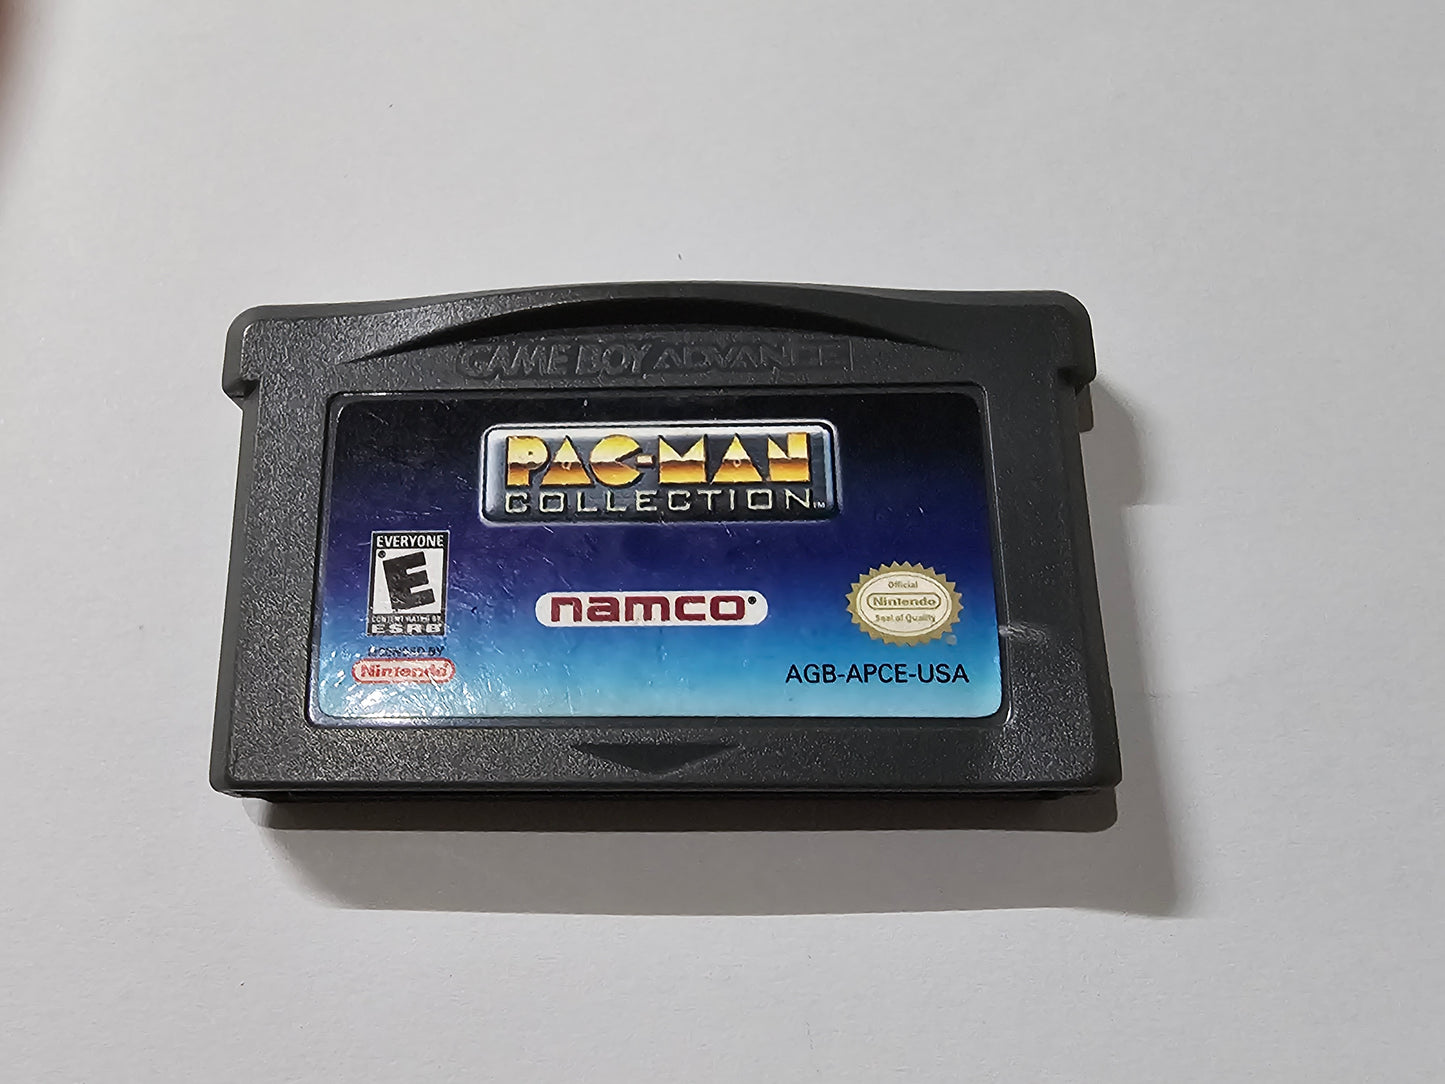 GAME BOY ADVANCE
PAC-MAN
COLLECTION™
EVERYONE
E
CONTENT RATED BY
ESRB
LICENSED BY
Nintendo
namco®
Official
Nintendo
Seal of Quality
AGB-APCE-USA